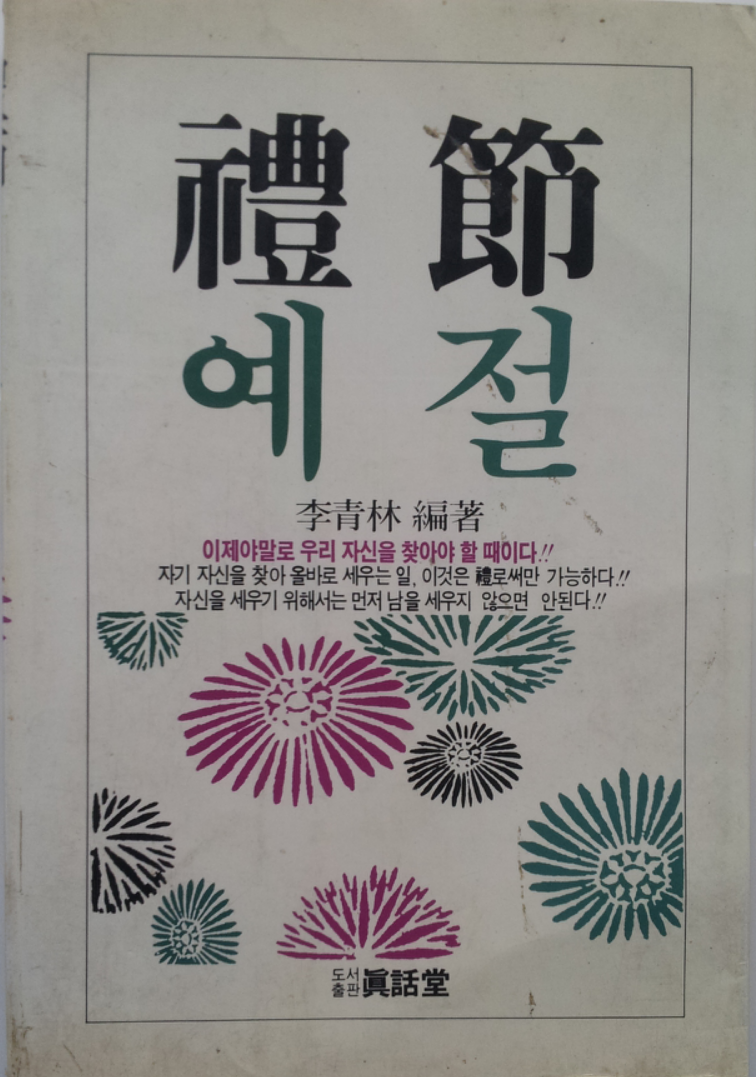 禮 節
예 절
李青林 編著
이제야말로 우리 자신을 찾아야 할 때이다!!
자기 자신을 찾아 올바로 세우는 일, 이것은 禮로써만 가능하다!!
자신을 세우기 위해서는 먼저 남을 세우지 않으면 안된다!!
도서출판 眞話堂